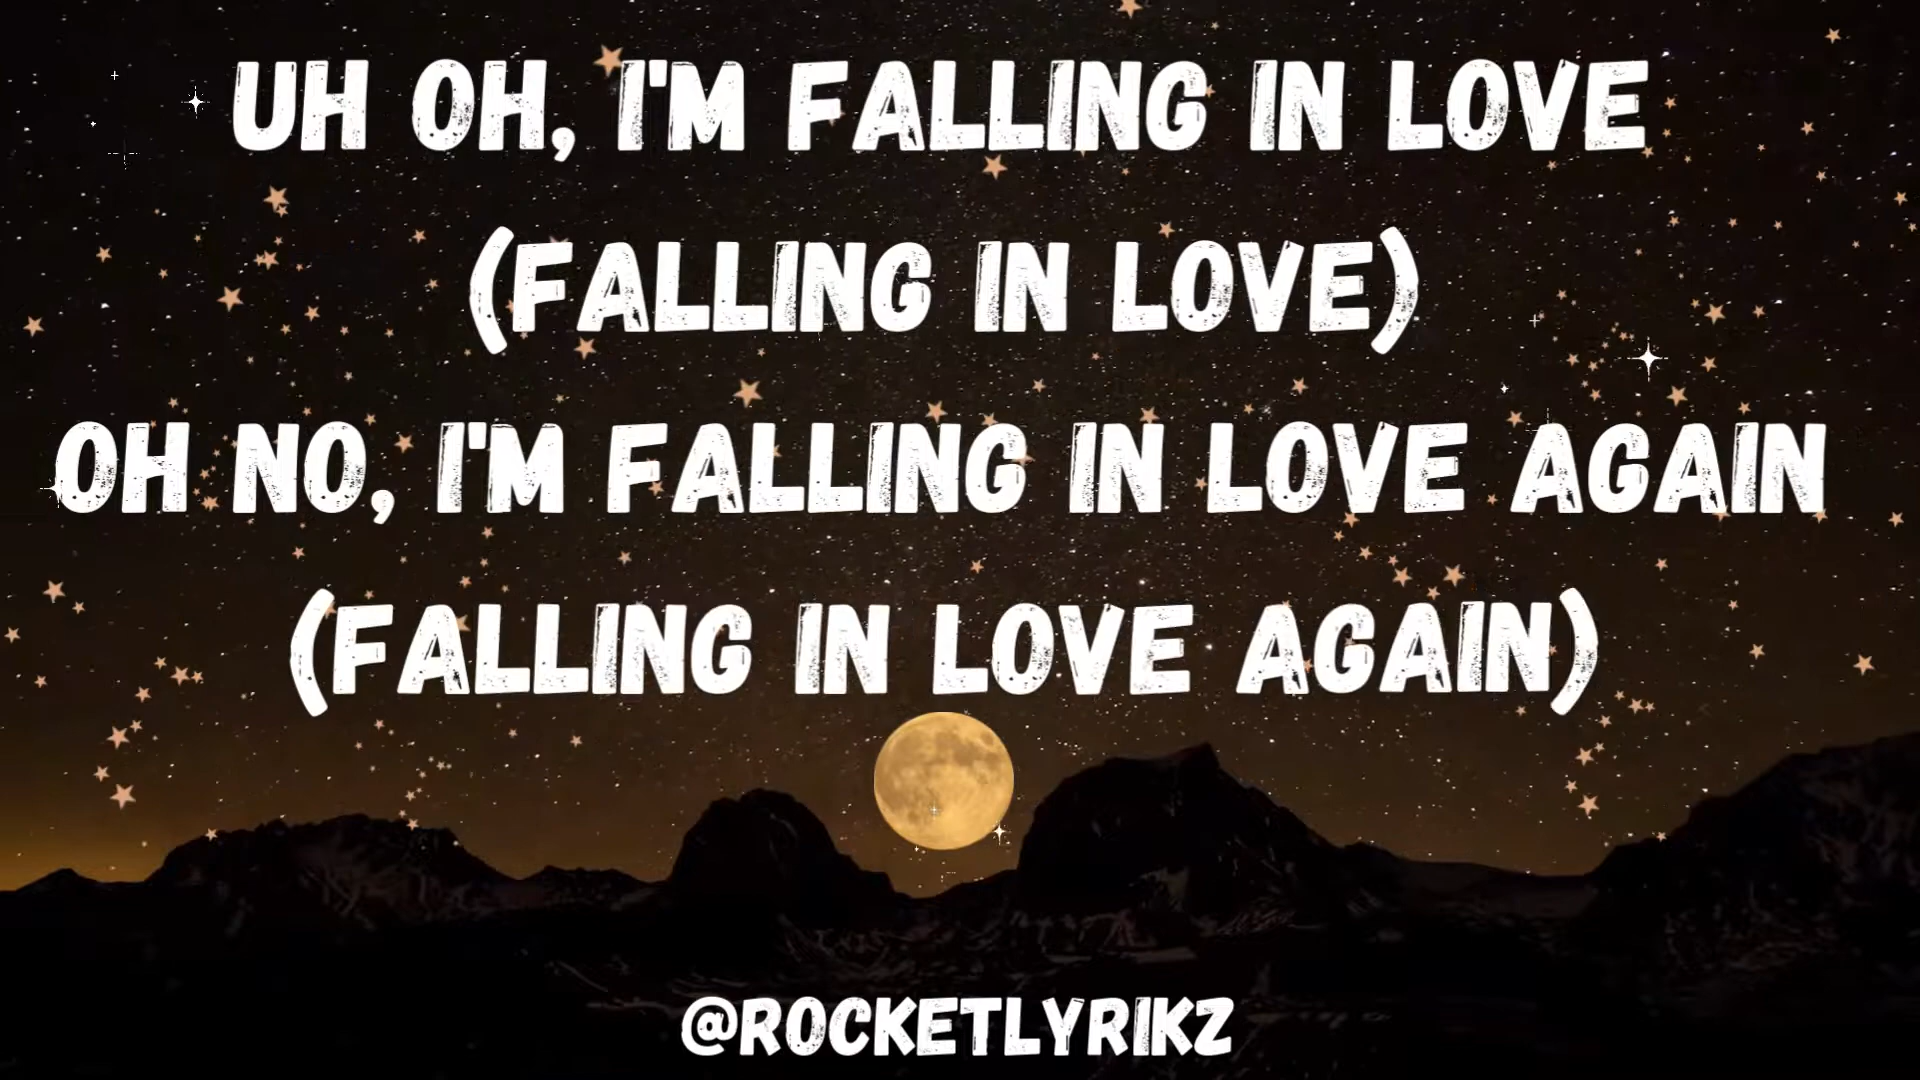 UH OH, I'M FALLING IN LOVE
(FALLING IN LOVE)
OH NO, I'M FALLING IN LOVE AGAIN
(FALLING IN LOVE AGAIN)
@ROCKETLYRIKZ